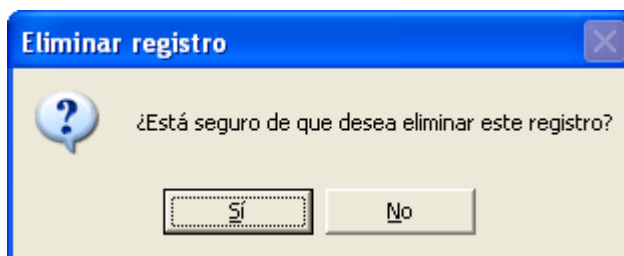 Eliminar registro
¿Está seguro de que desea eliminar este registro?
Sí No